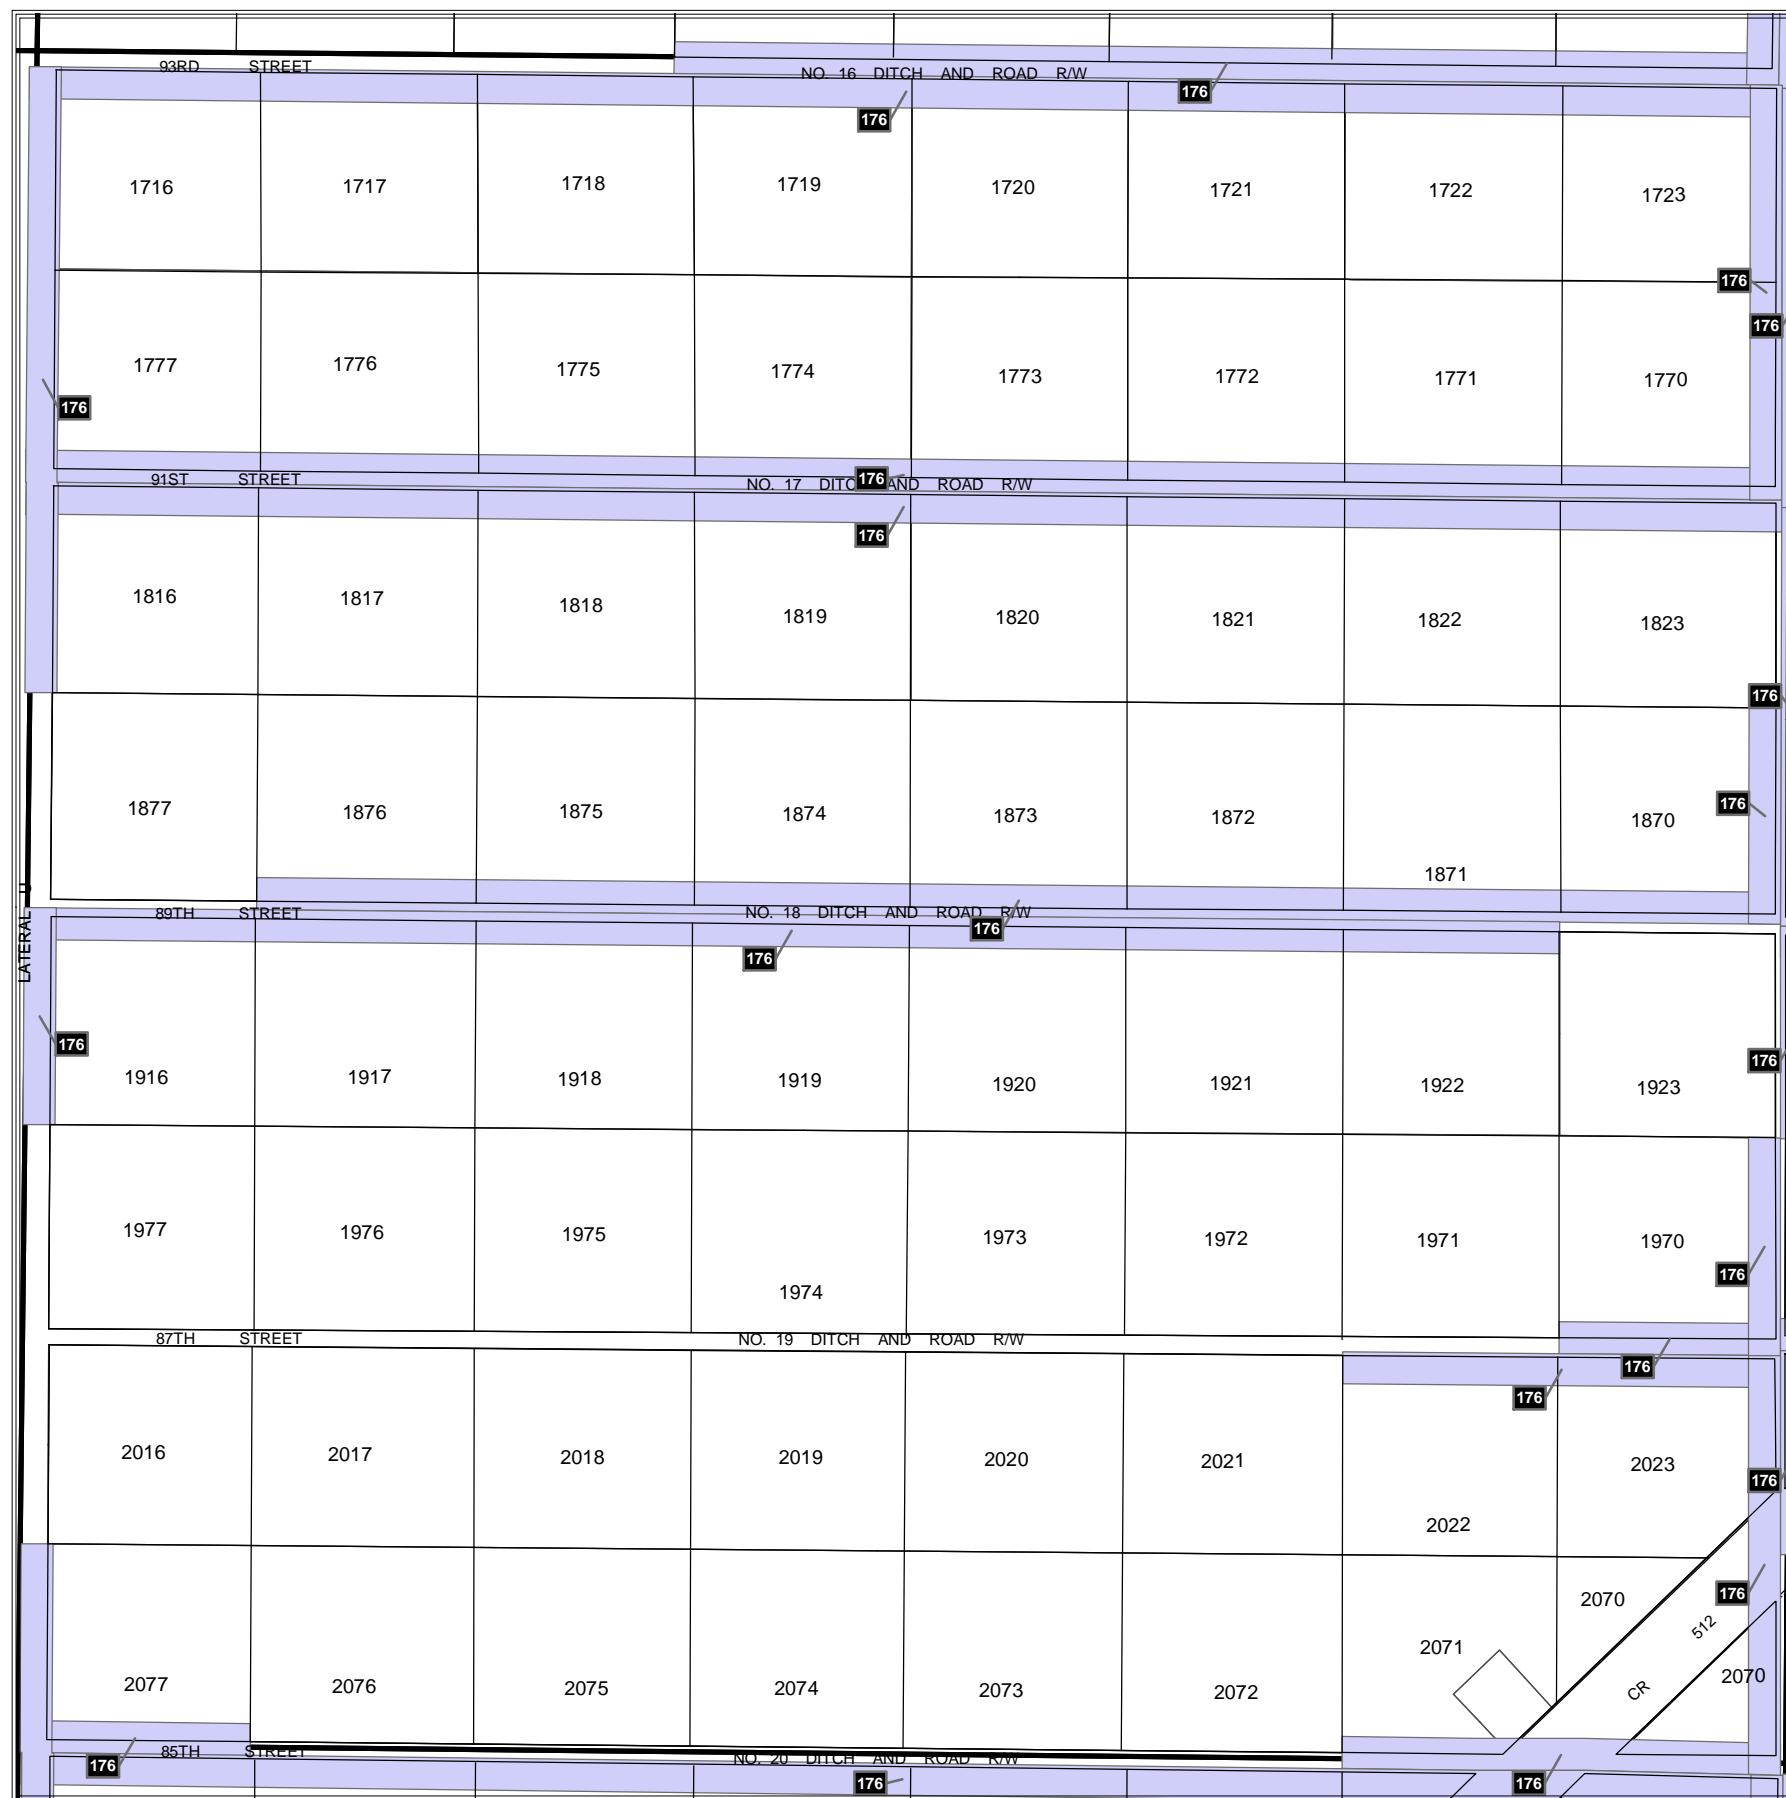 93RD STREET
NO. 16 DITCH AND ROAD R/W
176
176
1716 1717 1718 1719 1720 1721 1722 1723
176
176
1777 1776 1775 1774 1773 1772 1771 1770
176
91ST STREET
NO. 17 DITCH AND ROAD R/W
176
176
1816 1817 1818 1819 1820 1821 1822 1823
176
176
1877 1876 1875 1874 1873 1872 1871 1870
LATERAL U
89TH STREET
NO. 18 DITCH AND ROAD R/W
176
176
176
176
1916 1917 1918 1919 1920 1921 1922 1923
1977 1976 1975 1974 1973 1972 1971 1970
176
87TH STREET
NO. 19 DITCH AND ROAD R/W
176
176
2016 2017 2018 2019 2020 2021 2022 2023
176
176
2070
CR 512
2077 2076 2075 2074 2073 2072 2071 2070
85TH STREET
NO. 20 DITCH AND ROAD R/W
176
176
176